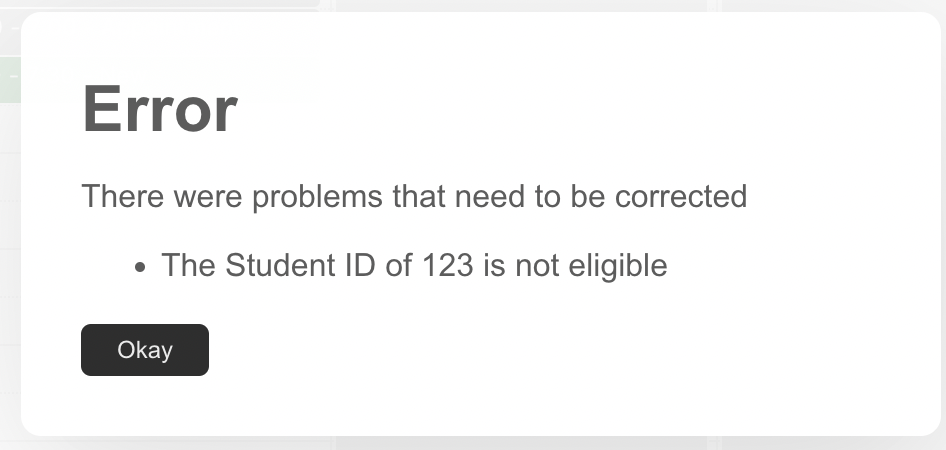 Error
There were problems that need to be corrected
The Student ID of 123 is not eligible
Okay